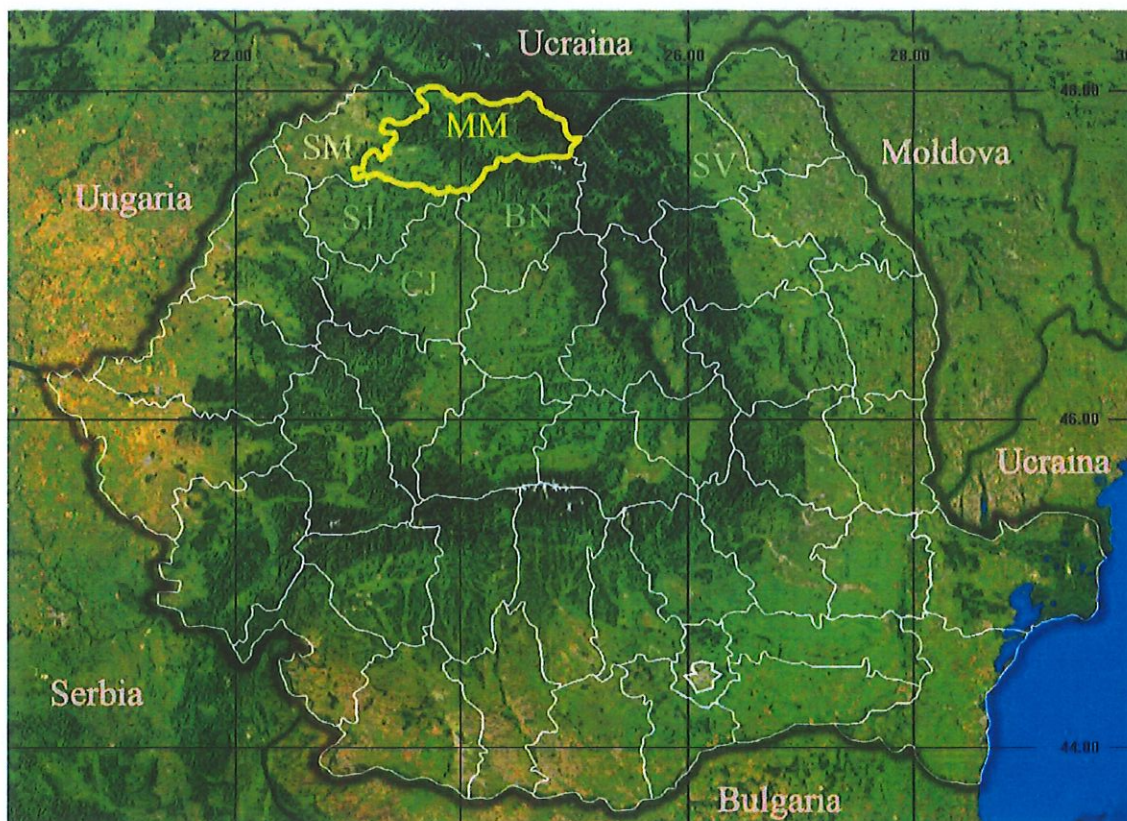 Ucraina
22.00
26.00
28.00
48.00
MM
SM
SV
Moldova
Ungaria
SJ
BN
CJ
46.00
Ucraina
Serbia
44.00
Bulgaria